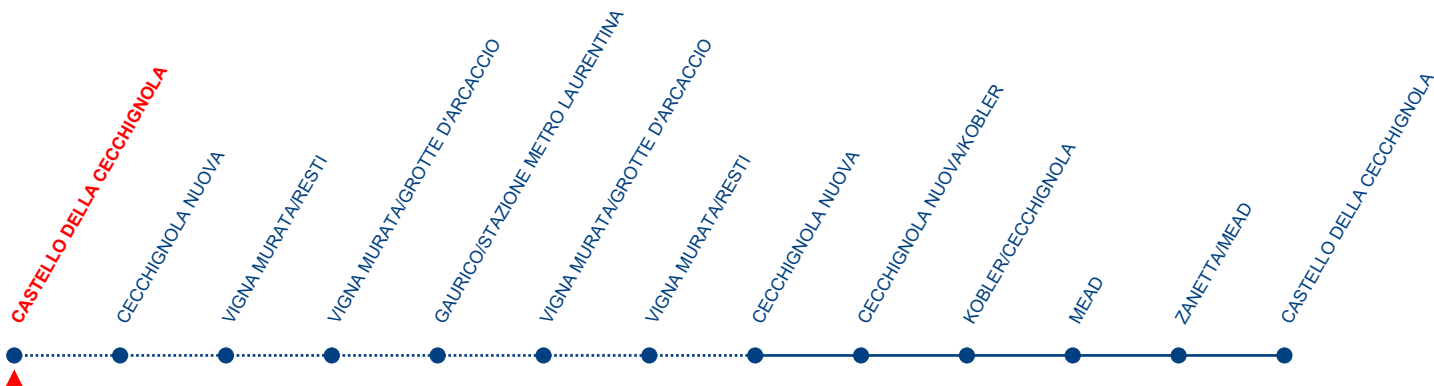 CASTELLO DELLA CECCHIGNOLA
CECCHIGNOLA NUOVA
VIGNA MURATA/RESTI
VIGNA MURATA/GROTTE D'ARCACCIO
GAURICO/STAZIONE METRO LAURENTINA
VIGNA MURATA/GROTTE D'ARCACCIO
VIGNA MURATA/RESTI
CECCHIGNOLA NUOVA
CECCHIGNOLA NUOVA/KOBLER
KOBLER/CECCHIGNOLA
MEAD
ZANETTA/MEAD
CASTELLO DELLA CECCHIGNOLA